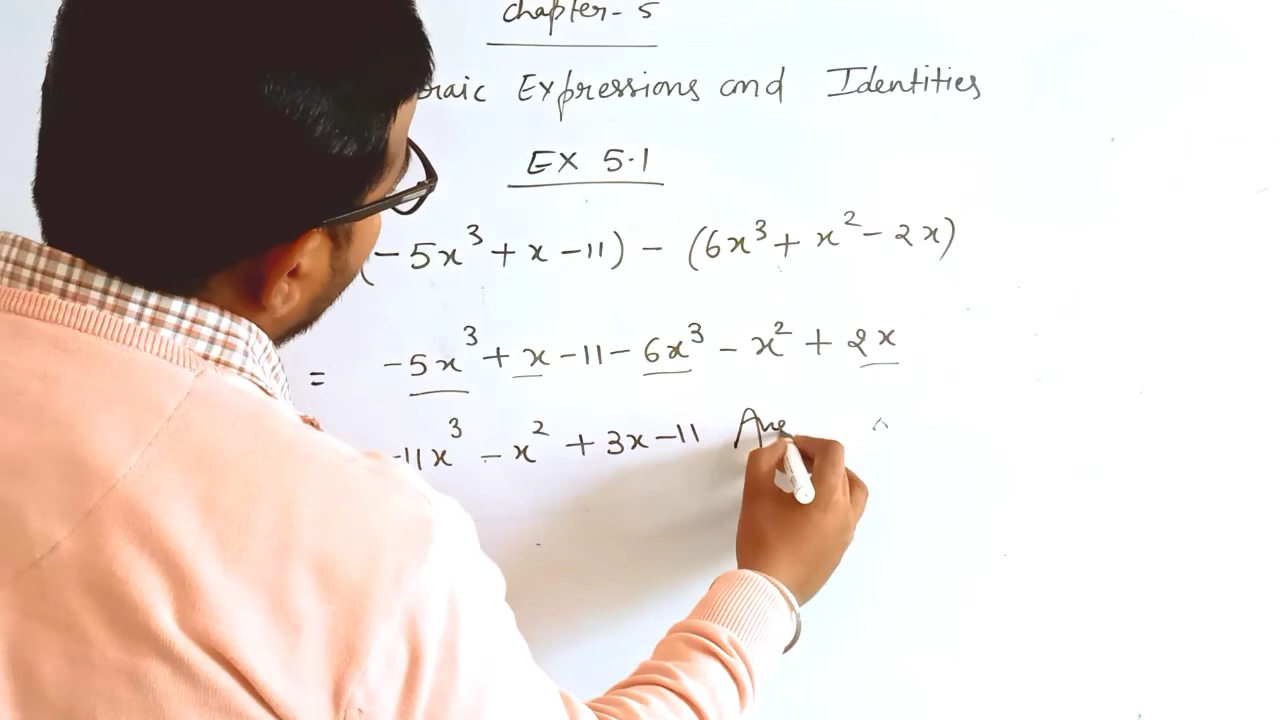 chapter - 5
Expressions and Identities
EX 5.1
(-5x³ + x - 11) - (6x³ + x² - 2x)
= -5x³ + x - 11 - 6x³ - x² + 2x
-11x³ - x² + 3x - 11 Ans